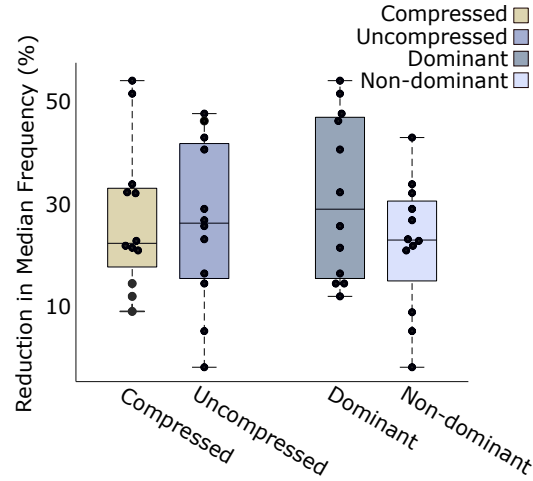 Compressed
Uncompressed
Dominant
Non-dominant
Reduction in Median Frequency (%)
50
30
10
Compressed
Uncompressed
Dominant
Non-dominant